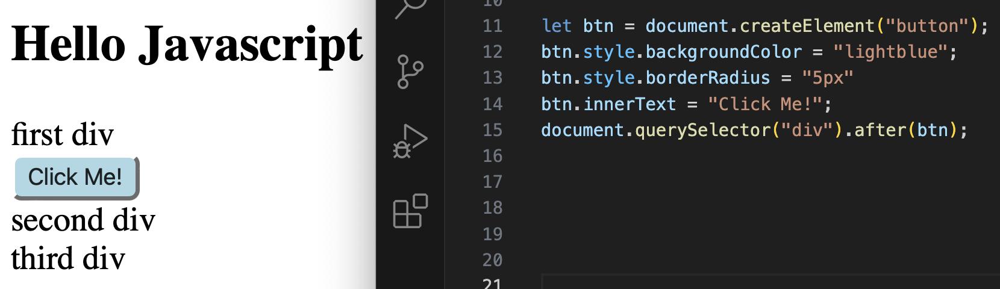 Hello Javascript
first div
Click Me!
second div
third div
10
11 let btn = document.createElement("button");
12 btn.style.backgroundColor = "lightblue";
13 btn.style.borderRadius = "5px"
14 btn.innerText = "Click Me!";
15 document.querySelector("div").after(btn);
16
17
18
19
20
21